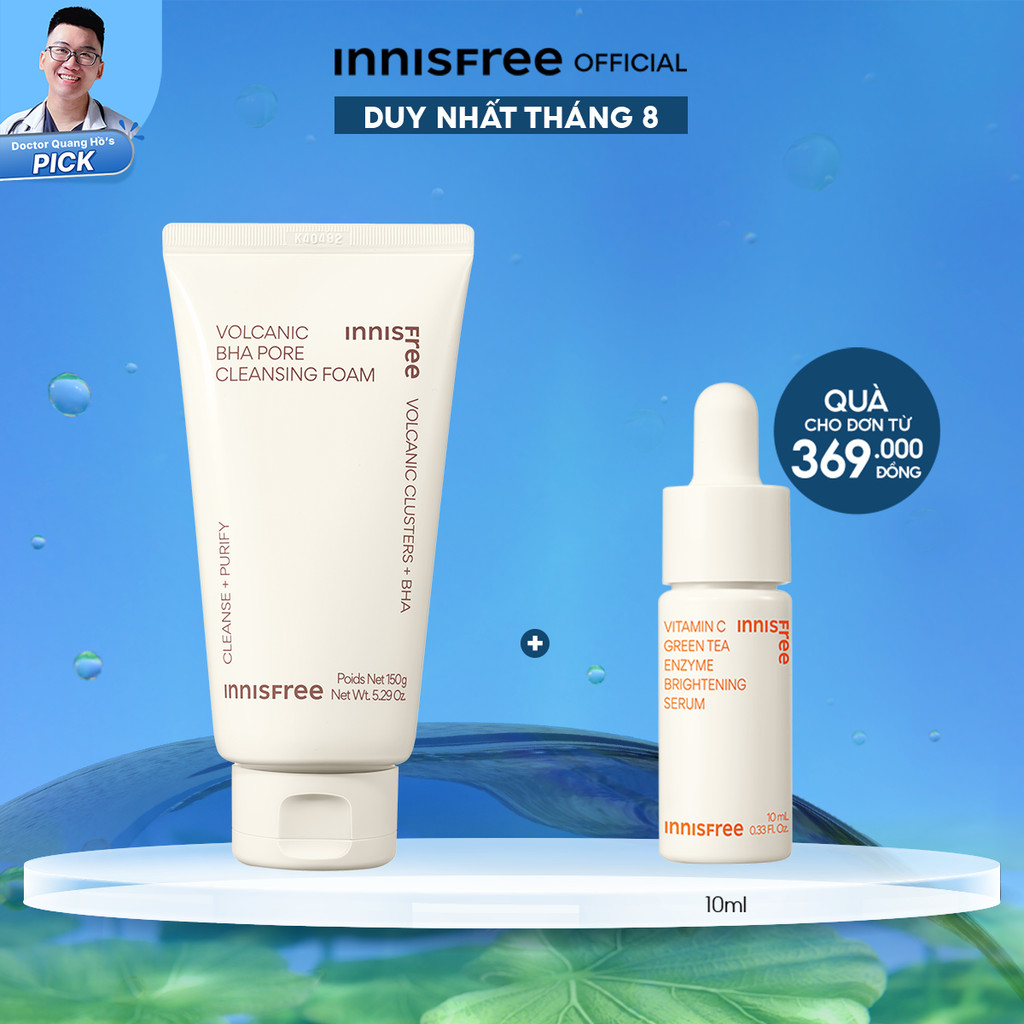 INNISFREE OFFICIAL
DUY NHẤT THÁNG 8
Doctor Quang Hồ's
PICK
K40492
VOLCANIC
BHA PORE
CLEANSING FOAM
INNISFREE
VOLCANIC CLUSTERS + BHA
CLEANSE + PURIFY
INNISFREE
Poids Net 150g
Net Wt. 5.29 Oz.
+
QUÀ
CHO ĐƠN TỪ
369.000
ĐỒNG
VITAMIN C
GREEN TEA
ENZYME
BRIGHTENING
SERUM
INNISFREE
INNISFREE
10 mL
0.33 Fl. Oz.
10ml